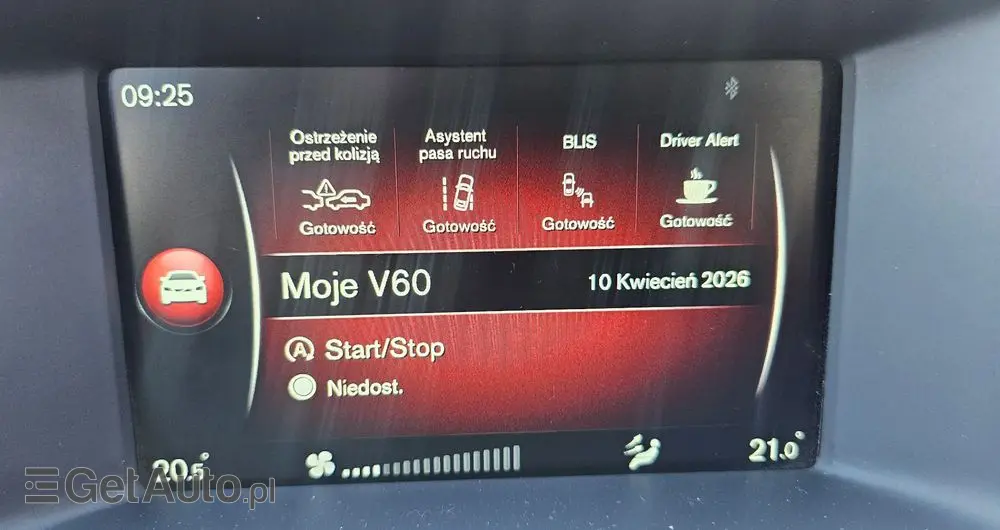 09:25
Ostrzeżenie
przed kolizją
Gotowość
Asystent
pasa ruchu
Gotowość
BLIS
Gotowość
Driver Alert
Gotowość
Moje V60
10 Kwiecień 2026
A Start/Stop
Niedost.
20.5°
21.0°
GetAuto.pl